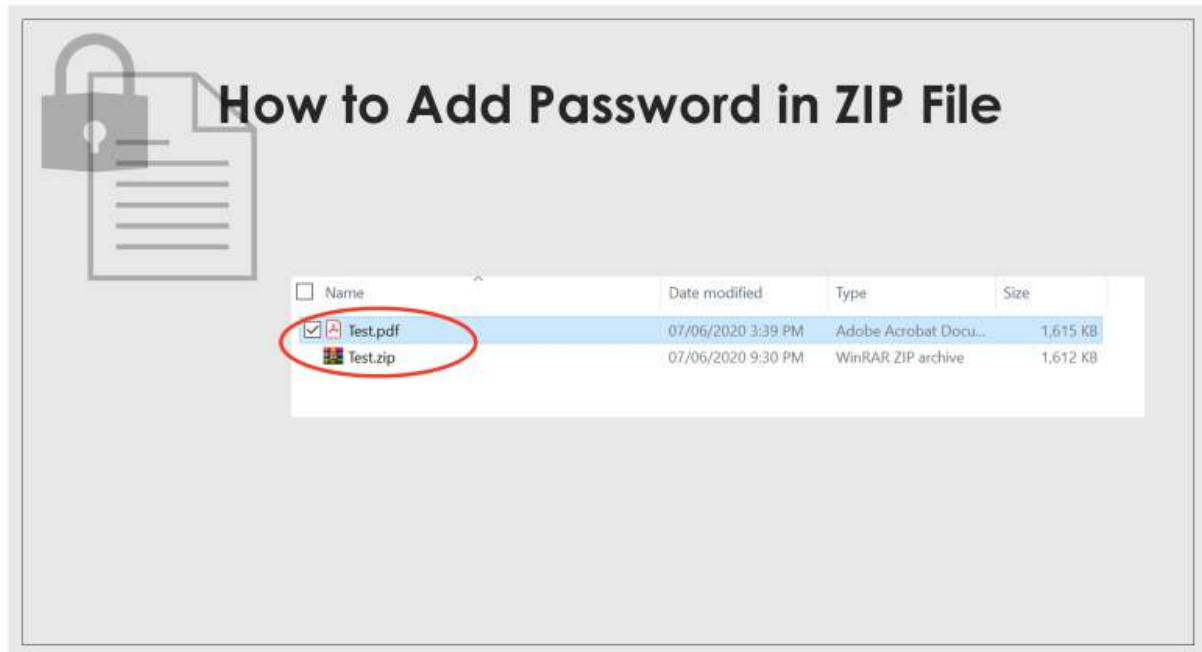 How to Add Password in ZIP File
Name Date modified Type Size
Test.pdf 07/06/2020 3:39 PM Adobe Acrobat Docu... 1,615 KB
Test.zip 07/06/2020 9:30 PM WinRAR ZIP archive 1,612 KB